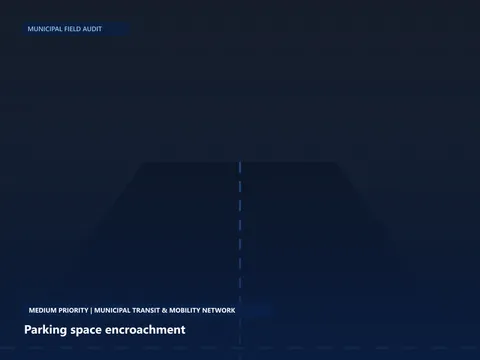 MUNICIPAL FIELD AUDIT
MEDIUM PRIORITY | MUNICIPAL TRANSIT & MOBILITY NETWORK
Parking space encroachment